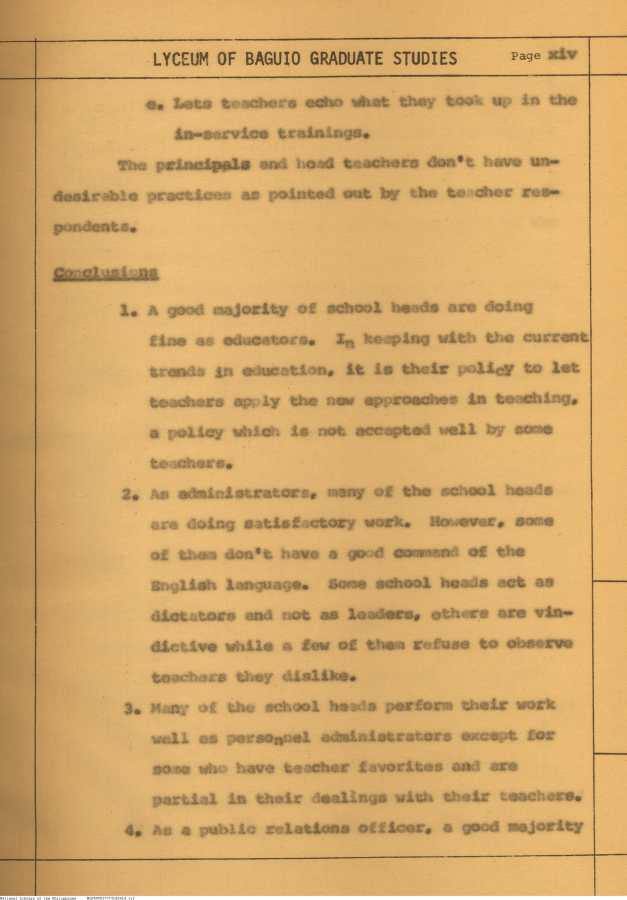 LYCEUM OF BAGUIO GRADUATE STUDIES Page xiv
e. Lets teachers echo what they took up in the
in-service trainings.
The principals and head teachers don't have un-
desirable practices as pointed out by the teacher res-
pondents.
Conclusions
1. A good majority of school heads are doing
fine as educators. In keeping with the current
trends in education, it is their policy to let
teachers apply the new approaches in teaching,
a policy which is not accepted well by some
teachers.
2. As administrators, many of the school heads
are doing satisfactory work. However, some
of them don't have a good command of the
English language. Some school heads act as
dictators and not as leaders, others are vin-
dictive while a few of them refuse to observe
teachers they dislike.
3. Many of the school heads perform their work
well as personnel administrators except for
some who have teacher favorites and are
partial in their dealings with their teachers.
4. As a public relations officer, a good majority
National Library of the Philippines